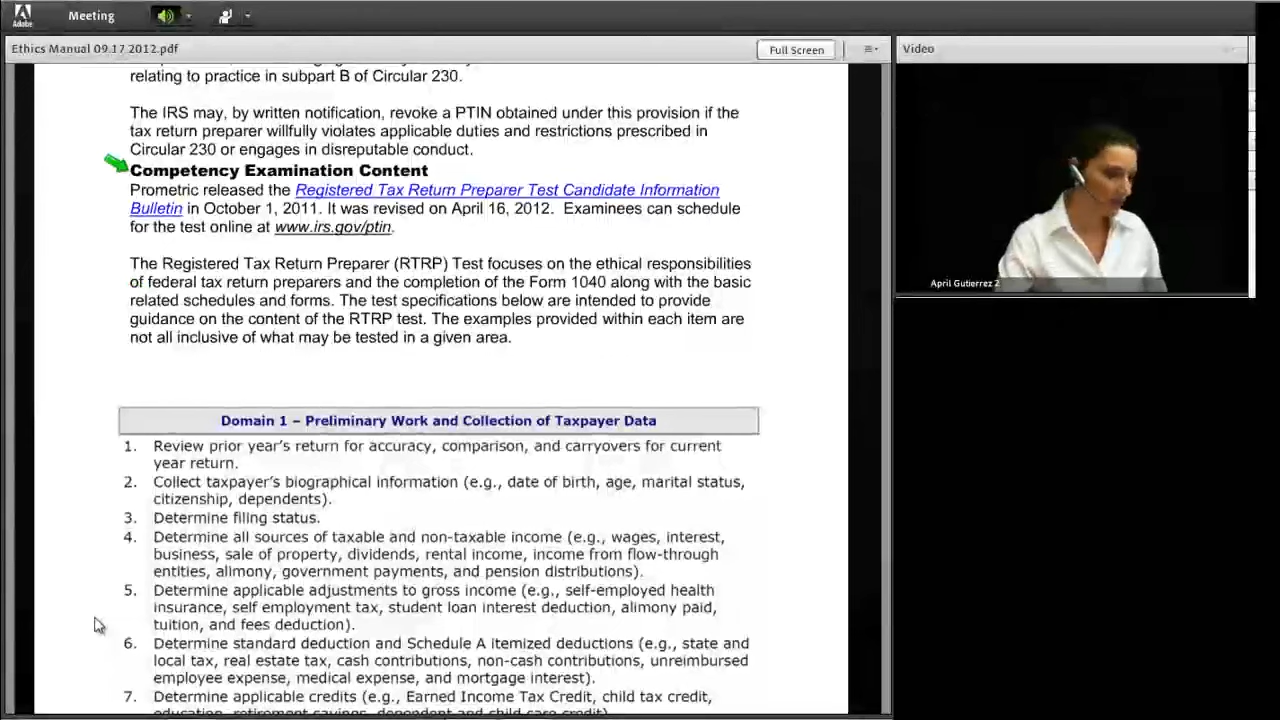 Adobe
Meeting
Ethics Manual 09.17 2012.pdf
Full Screen
Video
relating to practice in subpart B of Circular 230.
The IRS may, by written notification, revoke a PTIN obtained under this provision if the
tax return preparer willfully violates applicable duties and restrictions prescribed in
Circular 230 or engages in disreputable conduct.
Competency Examination Content
Prometric released the Registered Tax Return Preparer Test Candidate Information
Bulletin in October 1, 2011. It was revised on April 16, 2012.  Examinees can schedule
for the test online at www.irs.gov/ptin.
The Registered Tax Return Preparer (RTRP) Test focuses on the ethical responsibilities
of federal tax return preparers and the completion of the Form 1040 along with the basic
related schedules and forms. The test specifications below are intended to provide
guidance on the content of the RTRP test. The examples provided within each item are
not all inclusive of what may be tested in a given area.
Domain 1 – Preliminary Work and Collection of Taxpayer Data
1. Review prior year's return for accuracy, comparison, and carryovers for current
year return.
2. Collect taxpayer's biographical information (e.g., date of birth, age, marital status,
citizenship, dependents).
3. Determine filing status.
4. Determine all sources of taxable and non-taxable income (e.g., wages, interest,
business, sale of property, dividends, rental income, income from flow-through
entities, alimony, government payments, and pension distributions).
5. Determine applicable adjustments to gross income (e.g., self-employed health
insurance, self employment tax, student loan interest deduction, alimony paid,
tuition, and fees deduction).
6. Determine standard deduction and Schedule A itemized deductions (e.g., state and
local tax, real estate tax, cash contributions, non-cash contributions, unreimbursed
employee expense, medical expense, and mortgage interest).
7. Determine applicable credits (e.g., Earned Income Tax Credit, child tax credit,
education, retirement savings, dependent and child care credit).
April Gutierrez 2